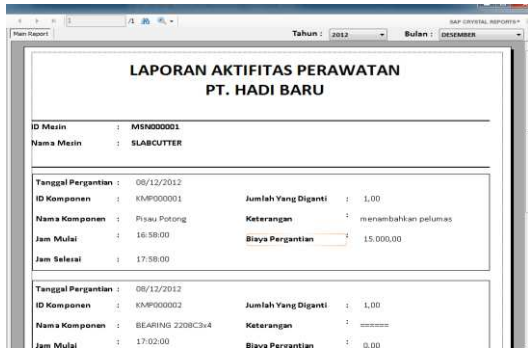 1 /1 SAP CRYSTAL REPORTS®
Main Report Tahun : 2012 Bulan : DESEMBER
LAPORAN AKTIFITAS PERAWATAN
PT. HADI BARU
ID Mesin : MSN000001
Nama Mesin : SLABCUTTER
Tanggal Pergantian : 08/12/2012
ID Komponen : KMP000001 Jumlah Yang Diganti : 1,00
Nama Komponen : Pisau Potong Keterangan : menambahkan pelumas
Jam Mulai : 16:58:00 Biaya Pergantian : 15.000,00
Jam Selesai : 17:58:00
Tanggal Pergantian : 08/12/2012
ID Komponen : KMP000002 Jumlah Yang Diganti : 1,00
Nama Komponen : BEARING 2208C3x4 Keterangan : ======
Jam Mulai : 17:02:00 Biaya Pergantian : 0,00